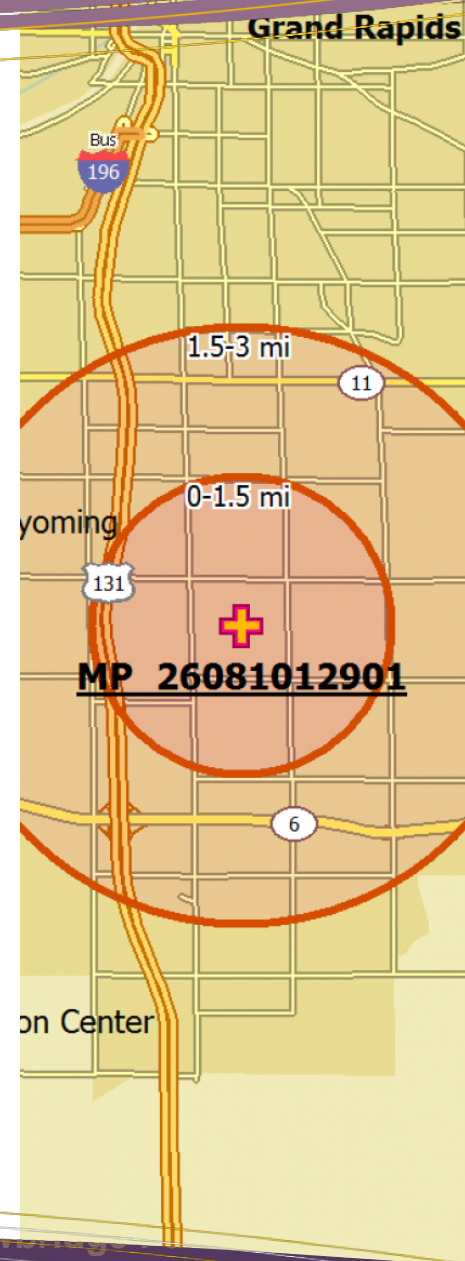 Grand Rapids
Bus
196
1.5-3 mi
11
0-1.5 mi
yoming
131
MP 26081012901
6
on Center